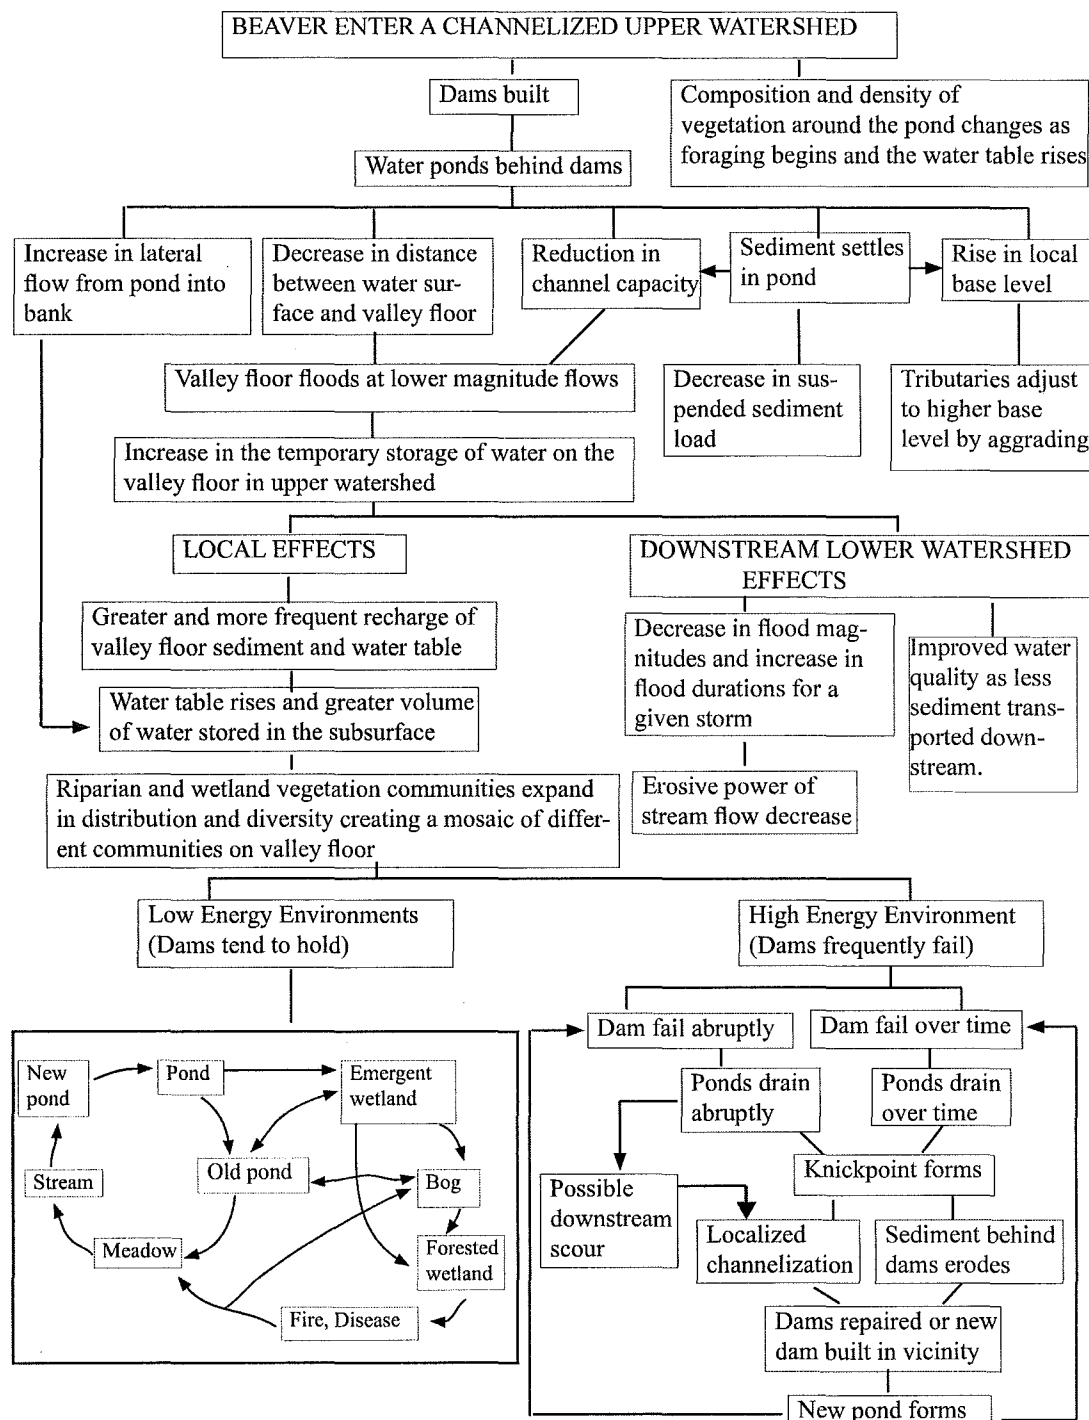 BEAVER ENTER A CHANNELIZED UPPER WATERSHED
Dams built
Composition and density of
vegetation around the pond changes as
foraging begins and the water table rises
Water ponds behind dams
Increase in lateral
flow from pond into
bank
Decrease in distance
between water sur-
face and valley floor
Reduction in
channel capacity
Sediment settles
in pond
Rise in local
base level
Valley floor floods at lower magnitude flows
Decrease in sus-
pended sediment
load
Tributaries adjust
to higher base
level by aggrading
Increase in the temporary storage of water on the
valley floor in upper watershed
LOCAL EFFECTS
DOWNSTREAM LOWER WATERSHED
EFFECTS
Greater and more frequent recharge of
valley floor sediment and water table
Decrease in flood mag-
nitudes and increase in
flood durations for a
given storm
Improved water
quality as less
sediment trans-
ported down-
stream.
Water table rises and greater volume
of water stored in the subsurface
Erosive power of
stream flow decrease
Riparian and wetland vegetation communities expand
in distribution and diversity creating a mosaic of differ-
ent communities on valley floor
Low Energy Environments
(Dams tend to hold)
High Energy Environment
(Dams frequently fail)
New
pond
Pond
Emergent
wetland
Old pond
Bog
Stream
Meadow
Forested
wetland
Fire, Disease
Dam fail abruptly
Dam fail over time
Ponds drain
abruptly
Ponds drain
over time
Knickpoint forms
Possible
downstream
scour
Localized
channelization
Sediment behind
dams erodes
Dams repaired or new
dam built in vicinity
New pond forms